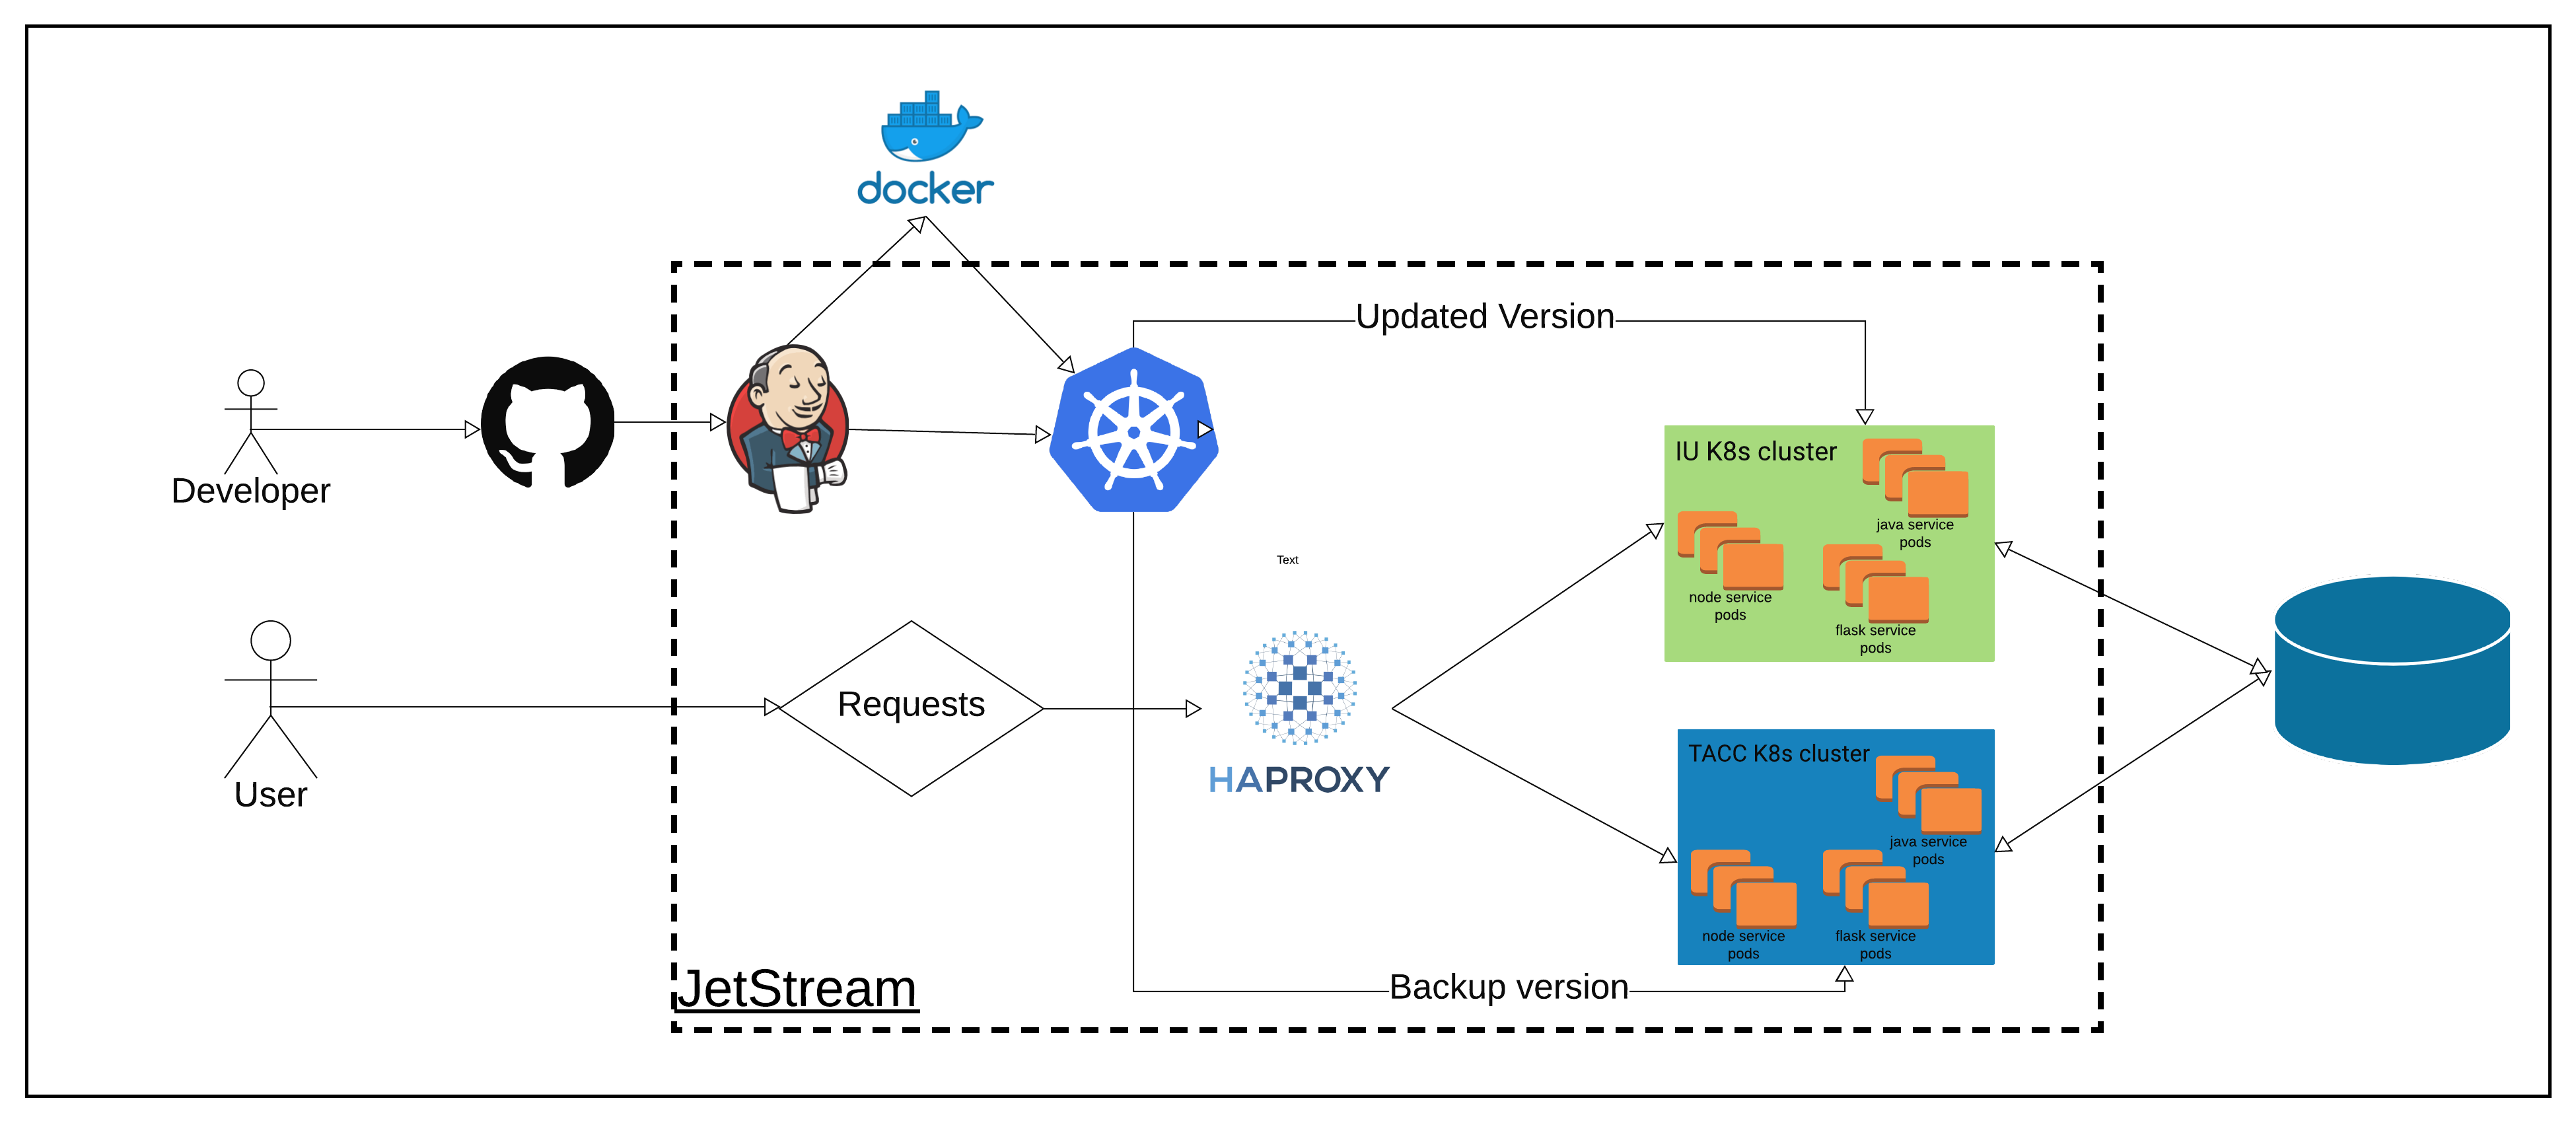 docker
Updated Version
IU K8s cluster
java service
pods
Developer
node service
pods
flask service
pods
Text
Requests
User
HAPROXY
TACC K8s cluster
java service
pods
node service
pods
flask service
pods
JetStream
Backup version